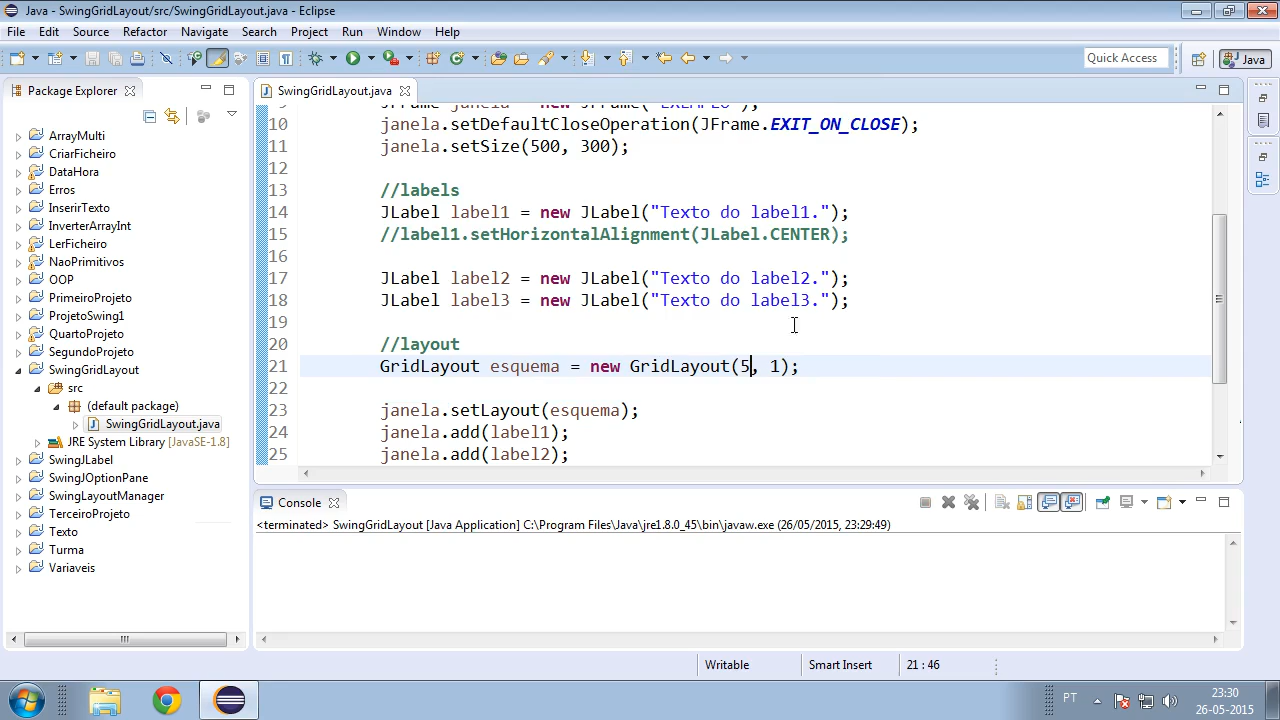 Java - SwingGridLayout/src/SwingGridLayout.java - Eclipse
File Edit Source Refactor Navigate Search Project Run Window Help
Quick Access
Java
Package Explorer
SwingGridLayout.java
ArrayMulti
CriarFicheiro
DataHora
Erros
InserirTexto
InverterArrayInt
LerFicheiro
NaoPrimitivos
OOP
PrimeiroProjeto
ProjetoSwing1
QuartoProjeto
SegundoProjeto
SwingGridLayout
src
(default package)
SwingGridLayout.java
JRE System Library [JavaSE-1.8]
SwingJLabel
SwingJOptionPane
SwingLayoutManager
TerceiroProjeto
Texto
Turma
Variaveis
9 JFrame janela = new JFrame("EXEMPLO");
10 janela.setDefaultCloseOperation(JFrame.EXIT_ON_CLOSE);
11 janela.setSize(500, 300);
12
13 //labels
14 JLabel label1 = new JLabel("Texto do label1.");
15 //label1.setHorizontalAlignment(JLabel.CENTER);
16
17 JLabel label2 = new JLabel("Texto do label2.");
18 JLabel label3 = new JLabel("Texto do label3.");
19
20 //layout
21 GridLayout esquema = new GridLayout(5, 1);
22
23 janela.setLayout(esquema);
24 janela.add(label1);
25 janela.add(label2);
Console
<terminated> SwingGridLayout [Java Application] C:\Program Files\Java\jre1.8.0_45\bin\javaw.exe (26/05/2015, 23:29:49)
Writable Smart Insert 21 : 46
PT
23:30
26-05-2015